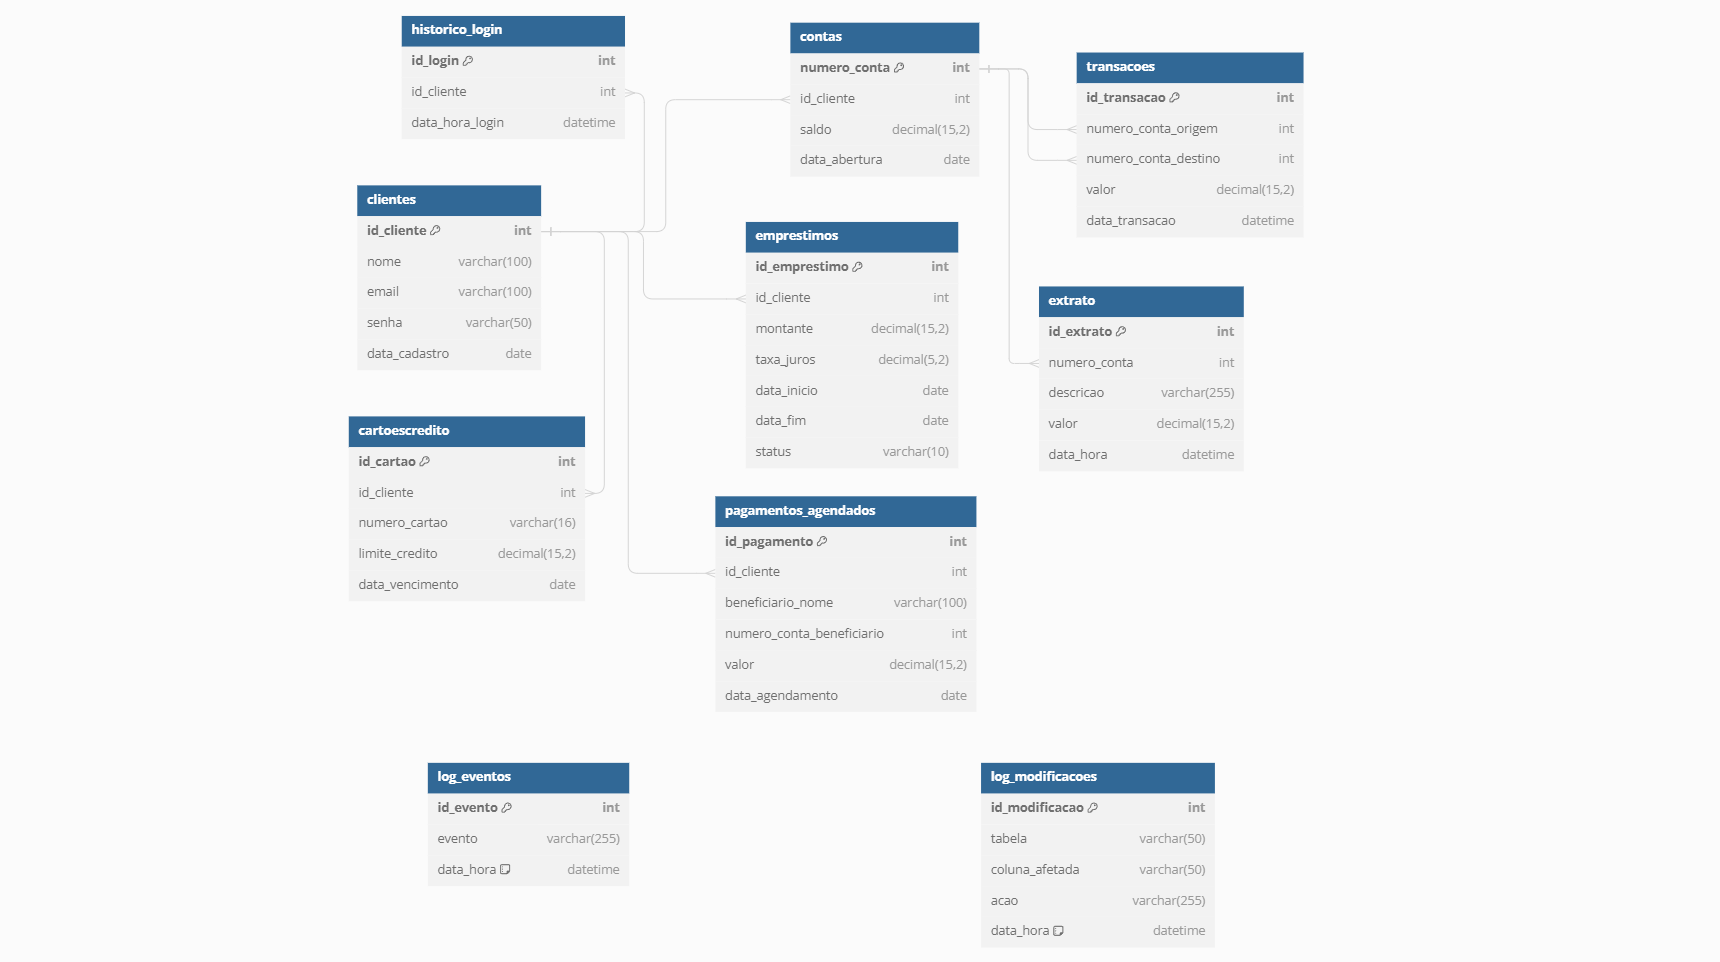 historico_login
id_login int
id_cliente int
data_hora_login datetime
contas
numero_conta int
id_cliente int
saldo decimal(15,2)
data_abertura date
transacoes
id_transacao int
numero_conta_origem int
numero_conta_destino int
valor decimal(15,2)
data_transacao datetime
clientes
id_cliente int
nome varchar(100)
email varchar(100)
senha varchar(50)
data_cadastro date
emprestimos
id_emprestimo int
id_cliente int
montante decimal(15,2)
taxa_juros decimal(5,2)
data_inicio date
data_fim date
status varchar(10)
extrato
id_extrato int
numero_conta int
descricao varchar(255)
valor decimal(15,2)
data_hora datetime
cartoescredito
id_cartao int
id_cliente int
numero_cartao varchar(16)
limite_credito decimal(15,2)
data_vencimento date
pagamentos_agendados
id_pagamento int
id_cliente int
beneficiario_nome varchar(100)
numero_conta_beneficiario int
valor decimal(15,2)
data_agendamento date
log_eventos
id_evento int
evento varchar(255)
data_hora datetime
log_modificacoes
id_modificacao int
tabela varchar(50)
coluna_afetada varchar(50)
acao varchar(255)
data_hora datetime